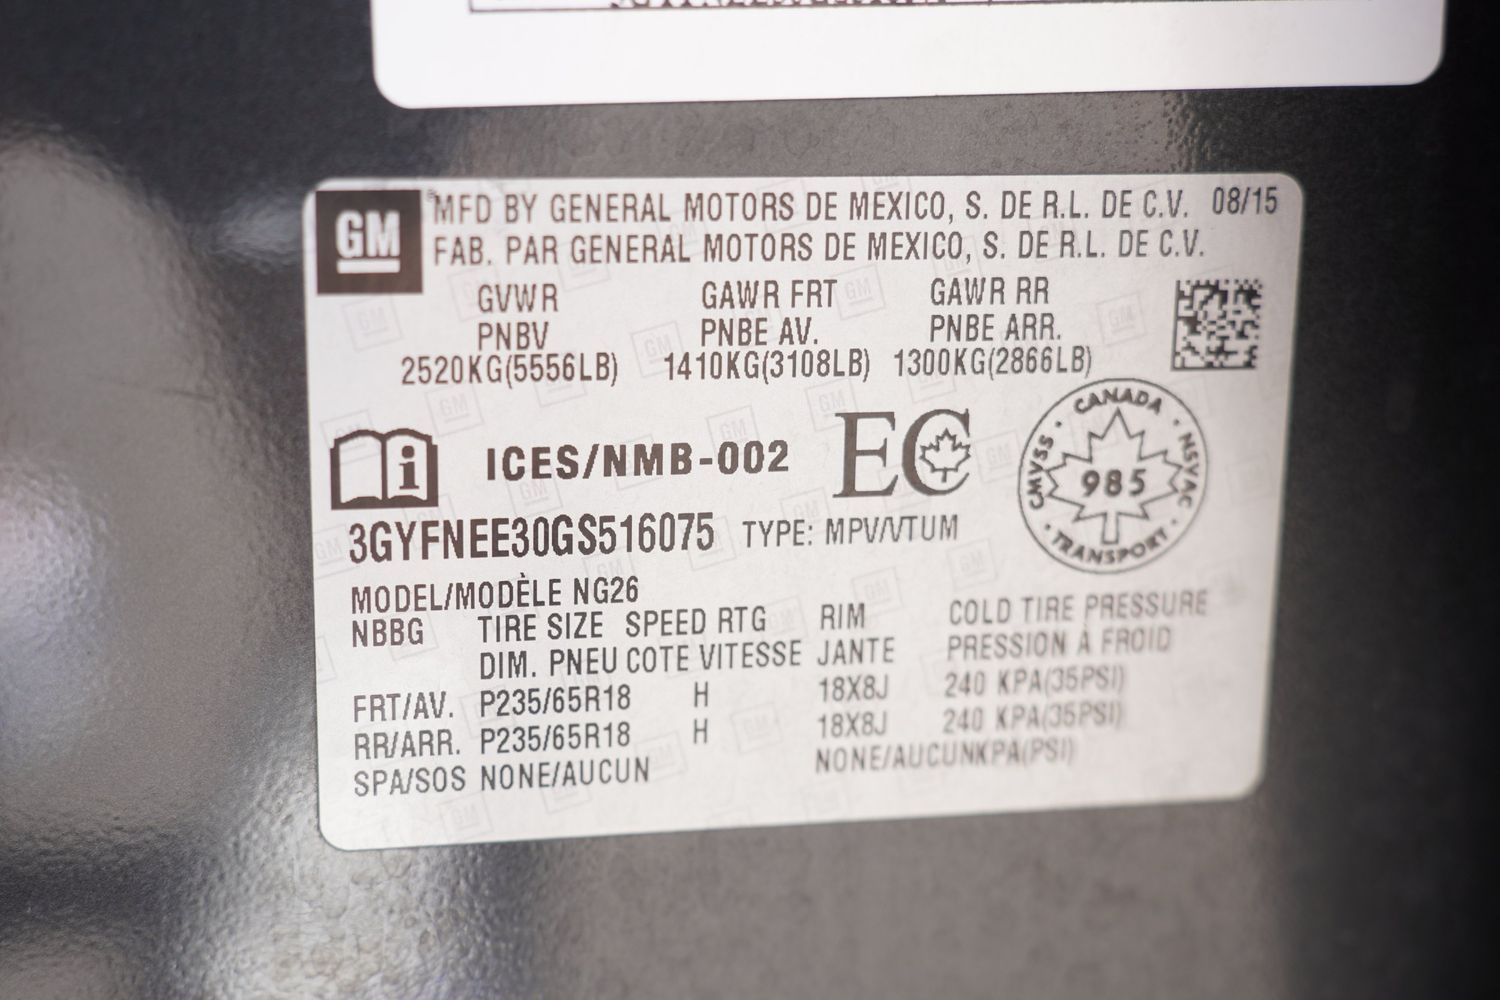 GM ® MFD BY GENERAL MOTORS DE MEXICO, S. DE R.L. DE C.V. 08/15
FAB. PAR GENERAL MOTORS DE MEXICO, S. DE R.L. DE C.V.
GVWR GAWR FRT GAWR RR
PNBV PNBE AV. PNBE ARR.
2520KG(5556LB) 1410KG(3108LB) 1300KG(2866LB)
i ICES/NMB-002 EC
CANADA
CMVSS 985 NSVAC
TRANSPORT
3GYFNEE30GS516075 TYPE: MPV/VTUM
MODEL/MODÈLE NG26
NBBG TIRE SIZE SPEED RTG RIM COLD TIRE PRESSURE
DIM. PNEU COTE VITESSE JANTE PRESSION À FROID
FRT/AV. P235/65R18 H 18X8J 240 KPA(35PSI)
RR/ARR. P235/65R18 H 18X8J 240 KPA(35PSI)
SPA/SOS NONE/AUCUN NONE/AUCUNKPA(PSI)